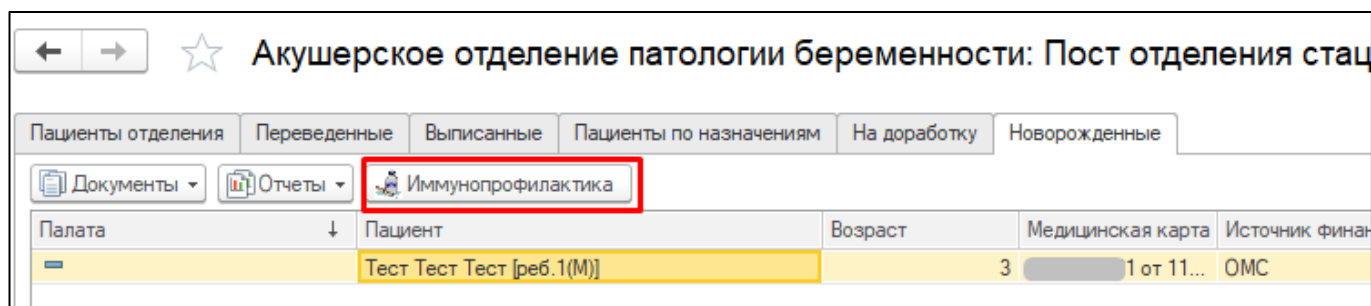 Акушерское отделение патологии беременности: Пост отделения стац
Пациенты отделения Переведенные Выписанные Пациенты по назначениям На доработку Новорожденные
Документы Отчеты Иммунопрофилактика
Палата ↓ Пациент Возраст Медицинская карта Источник финан
Тест Тест Тест [реб.1(М)] 3 1 от 11... ОМС